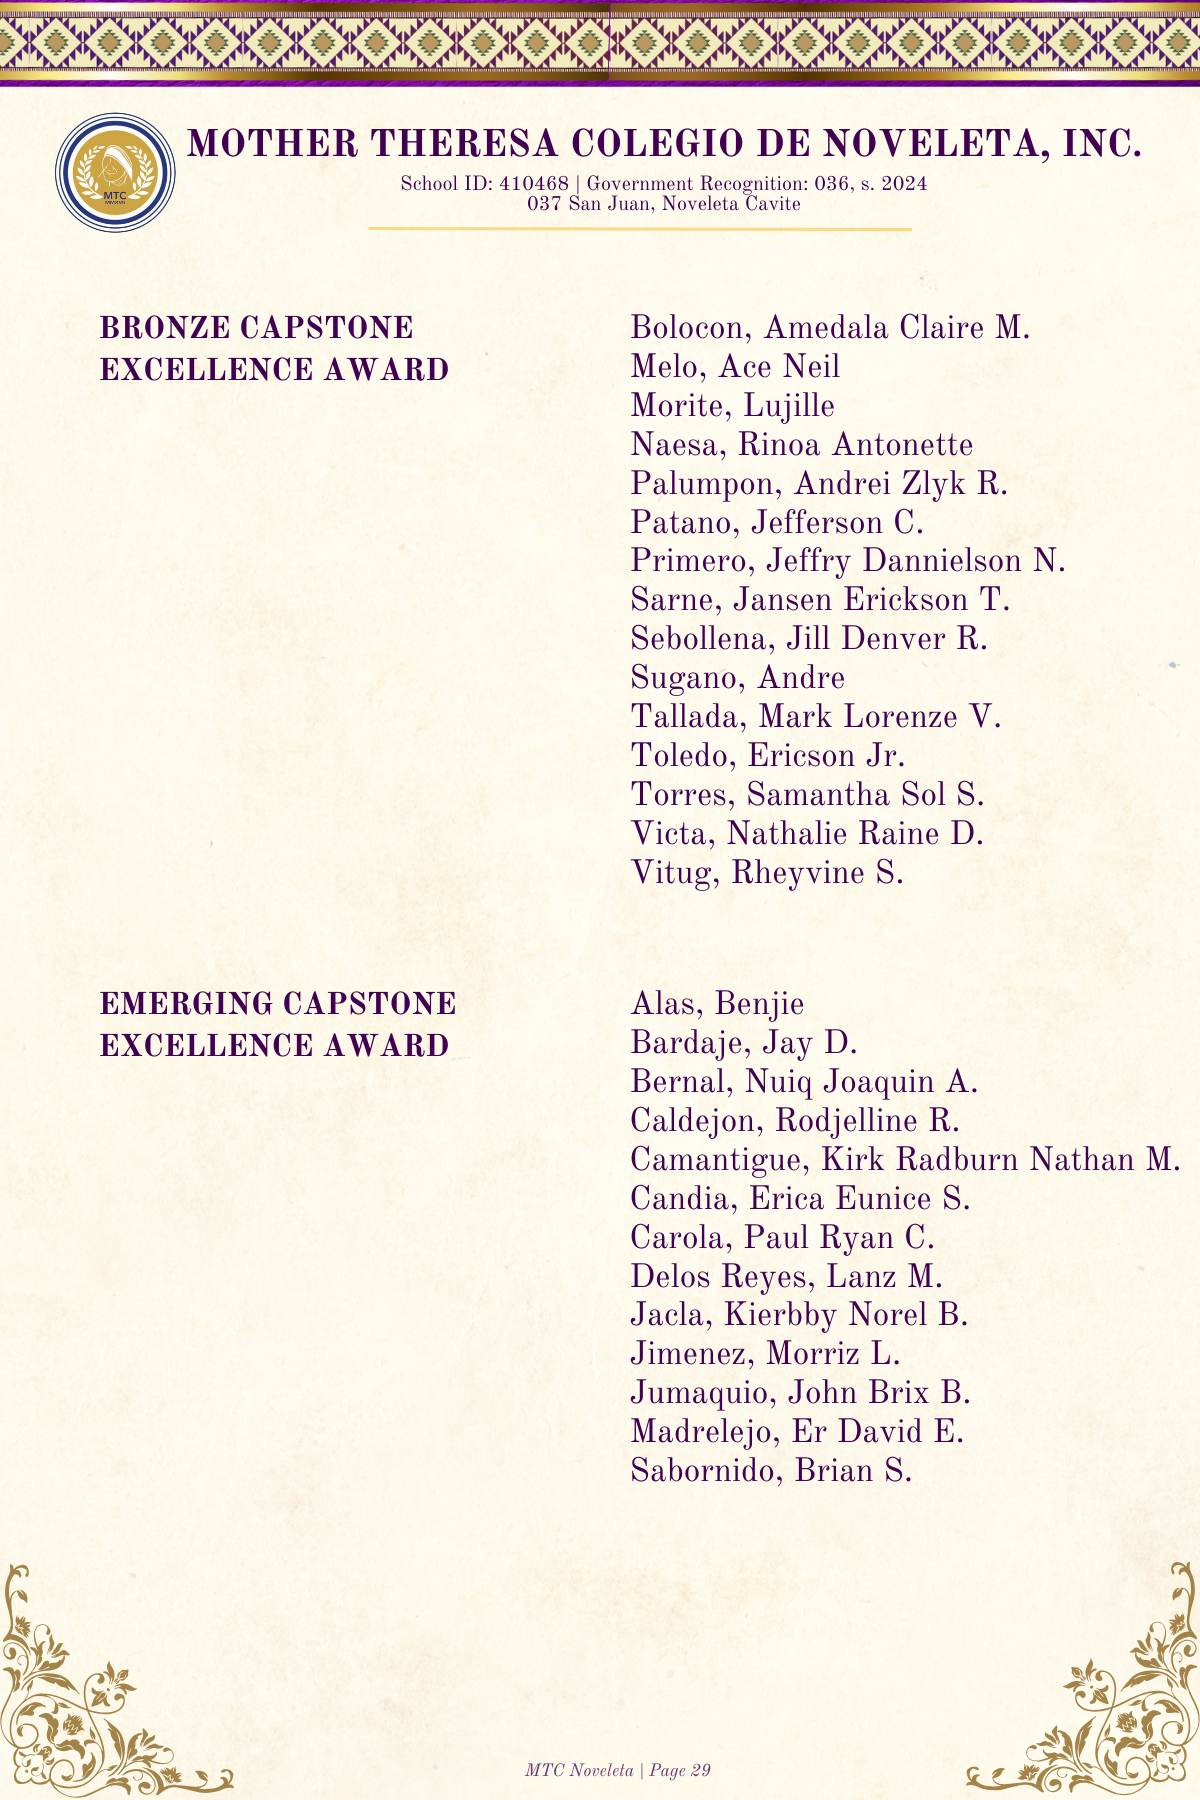 MTC
MOTHER THERESA COLEGIO DE NOVELETA, INC.
School ID: 410468 | Government Recognition: 036, s. 2024
037 San Juan, Noveleta Cavite
BRONZE CAPSTONE
EXCELLENCE AWARD
Bolocon, Amedala Claire M.
Melo, Ace Neil
Morite, Lujille
Naesa, Rinoa Antonette
Palumpon, Andrei Zlyk R.
Patano, Jefferson C.
Primero, Jeffry Dannielson N.
Sarne, Jansen Erickson T.
Sebollena, Jill Denver R.
Sugano, Andre
Tallada, Mark Lorenze V.
Toledo, Ericson Jr.
Torres, Samantha Sol S.
Victa, Nathalie Raine D.
Vitug, Rheyvine S.
EMERGING CAPSTONE
EXCELLENCE AWARD
Alas, Benjie
Bardaje, Jay D.
Bernal, Nuiq Joaquin A.
Caldejon, Rodjelline R.
Camantigue, Kirk Radburn Nathan M.
Candia, Erica Eunice S.
Carola, Paul Ryan C.
Delos Reyes, Lanz M.
Jacla, Kierbby Norel B.
Jimenez, Morriz L.
Jumaquio, John Brix B.
Madrelejo, Er David E.
Sabornido, Brian S.
MTC Noveleta | Page 29